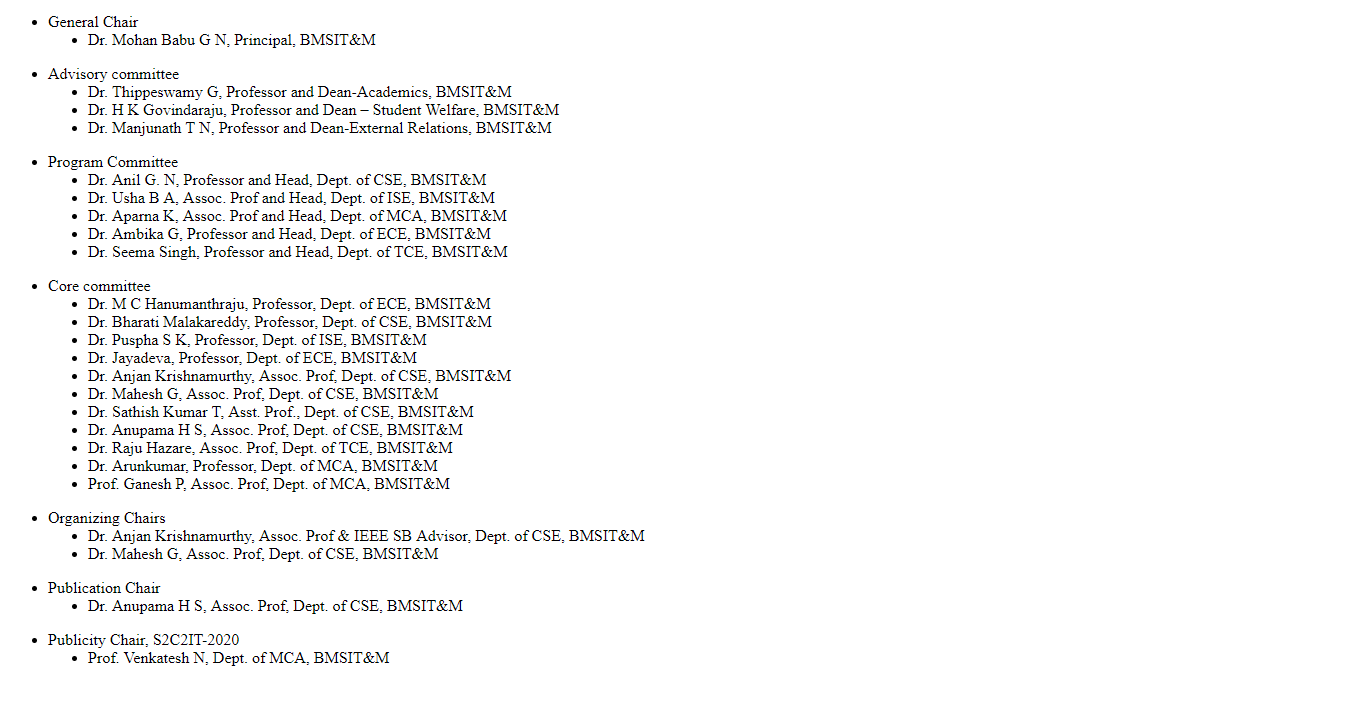 General Chair
Dr. Mohan Babu G N, Principal, BMSIT&M
Advisory committee
Dr. Thippeswamy G, Professor and Dean-Academics, BMSIT&M
Dr. H K Govindaraju, Professor and Dean – Student Welfare, BMSIT&M
Dr. Manjunath T N, Professor and Dean-External Relations, BMSIT&M
Program Committee
Dr. Anil G. N, Professor and Head, Dept. of CSE, BMSIT&M
Dr. Usha B A, Assoc. Prof and Head, Dept. of ISE, BMSIT&M
Dr. Aparna K, Assoc. Prof and Head, Dept. of MCA, BMSIT&M
Dr. Ambika G, Professor and Head, Dept. of ECE, BMSIT&M
Dr. Seema Singh, Professor and Head, Dept. of TCE, BMSIT&M
Core committee
Dr. M C Hanumanthraju, Professor, Dept. of ECE, BMSIT&M
Dr. Bharati Malakareddy, Professor, Dept. of CSE, BMSIT&M
Dr. Puspha S K, Professor, Dept. of ISE, BMSIT&M
Dr. Jayadeva, Professor, Dept. of ECE, BMSIT&M
Dr. Anjan Krishnamurthy, Assoc. Prof, Dept. of CSE, BMSIT&M
Dr. Mahesh G, Assoc. Prof, Dept. of CSE, BMSIT&M
Dr. Sathish Kumar T, Asst. Prof., Dept. of CSE, BMSIT&M
Dr. Anupama H S, Assoc. Prof, Dept. of CSE, BMSIT&M
Dr. Raju Hazare, Assoc. Prof, Dept. of TCE, BMSIT&M
Dr. Arunkumar, Professor, Dept. of MCA, BMSIT&M
Prof. Ganesh P, Assoc. Prof, Dept. of MCA, BMSIT&M
Organizing Chairs
Dr. Anjan Krishnamurthy, Assoc. Prof & IEEE SB Advisor, Dept. of CSE, BMSIT&M
Dr. Mahesh G, Assoc. Prof, Dept. of CSE, BMSIT&M
Publication Chair
Dr. Anupama H S, Assoc. Prof, Dept. of CSE, BMSIT&M
Publicity Chair, S2C2IT-2020
Prof. Venkatesh N, Dept. of MCA, BMSIT&M